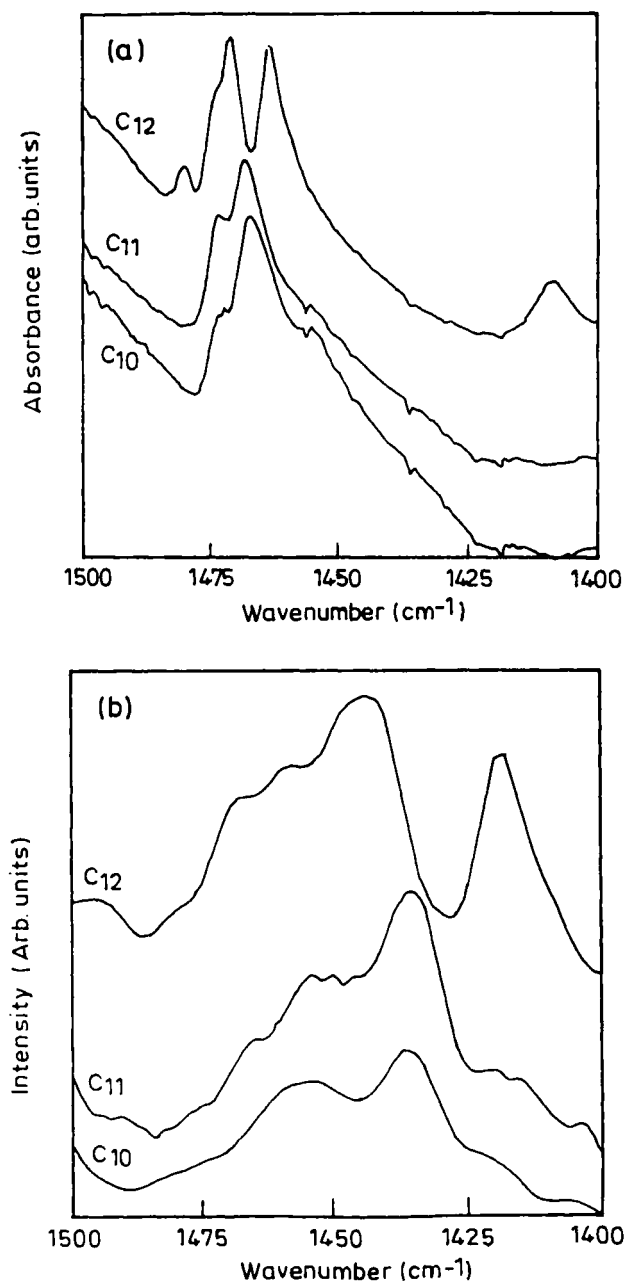 (a)
C12
C11
C10
Absorbance (arb.units)
1500 1475 1450 1425 1400
Wavenumber (cm-1)
(b)
C12
C11
C10
Intensity (Arb. units)
1500 1475 1450 1425 1400
Wavenumber (cm-1)